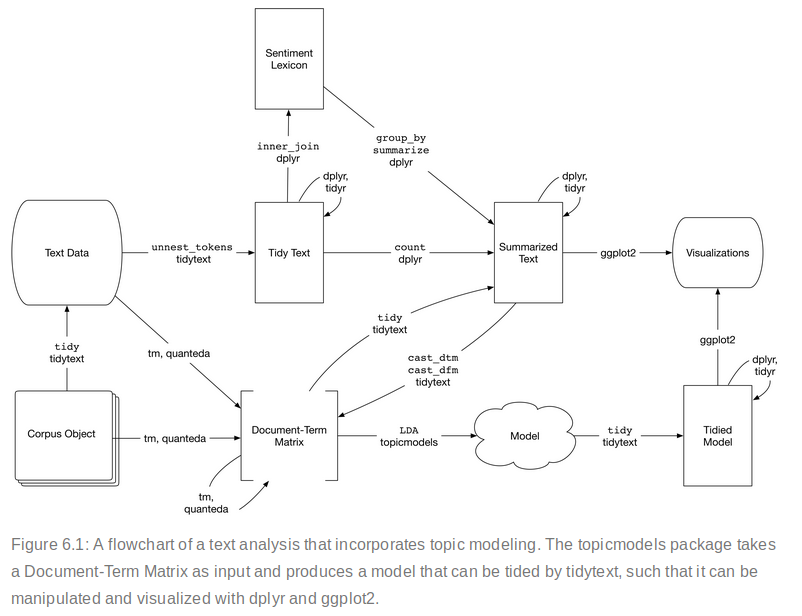 Sentiment
Lexicon
inner_join
dplyr
group_by
summarize
dplyr
dplyr,
tidyr
dplyr,
tidyr
Text Data
unnest_tokens
tidytext
Tidy Text
count
dplyr
Summarized
Text
ggplot2
Visualizations
tidy
tidytext
tm, quanteda
tidy
tidytext
cast_dtm
cast_dfm
tidytext
ggplot2
dplyr,
tidyr
Corpus Object
tm, quanteda
Document-Term
Matrix
LDA
topicmodels
Model
tidy
tidytext
Tidied
Model
tm,
quanteda
Figure 6.1: A flowchart of a text analysis that incorporates topic modeling. The topicmodels package takes
a Document-Term Matrix as input and produces a model that can be tided by tidytext, such that it can be
manipulated and visualized with dplyr and ggplot2.